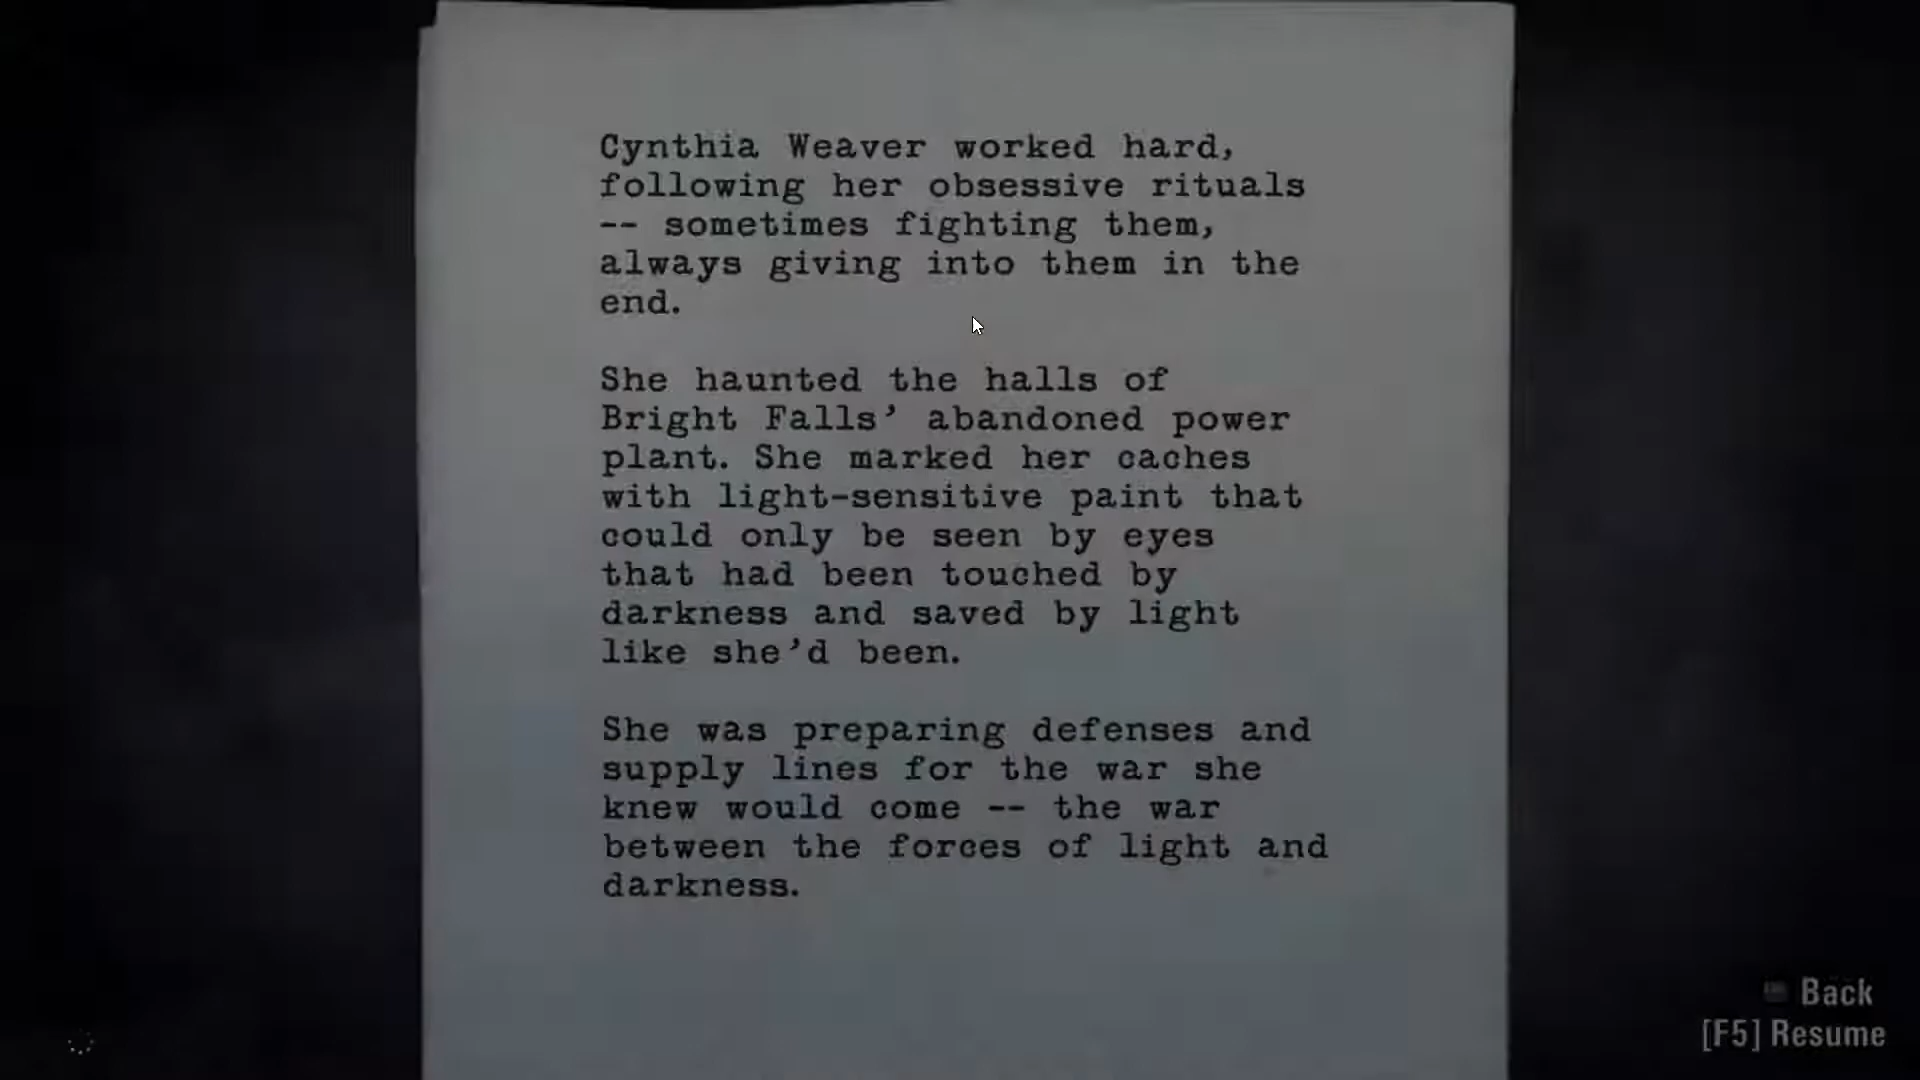 Cynthia Weaver worked hard,
following her obsessive rituals
-- sometimes fighting them,
always giving into them in the
end.
She haunted the halls of
Bright Falls’ abandoned power
plant. She marked her caches
with light-sensitive paint that
could only be seen by eyes
that had been touched by
darkness and saved by light
like she’d been.
She was preparing defenses and
supply lines for the war she
knew would come -- the war
between the forces of light and
darkness.
Back
[F5] Resume